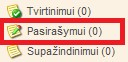 Tvirtinimui (0)
Pasirašymui (0)
Supažindinimui (0)